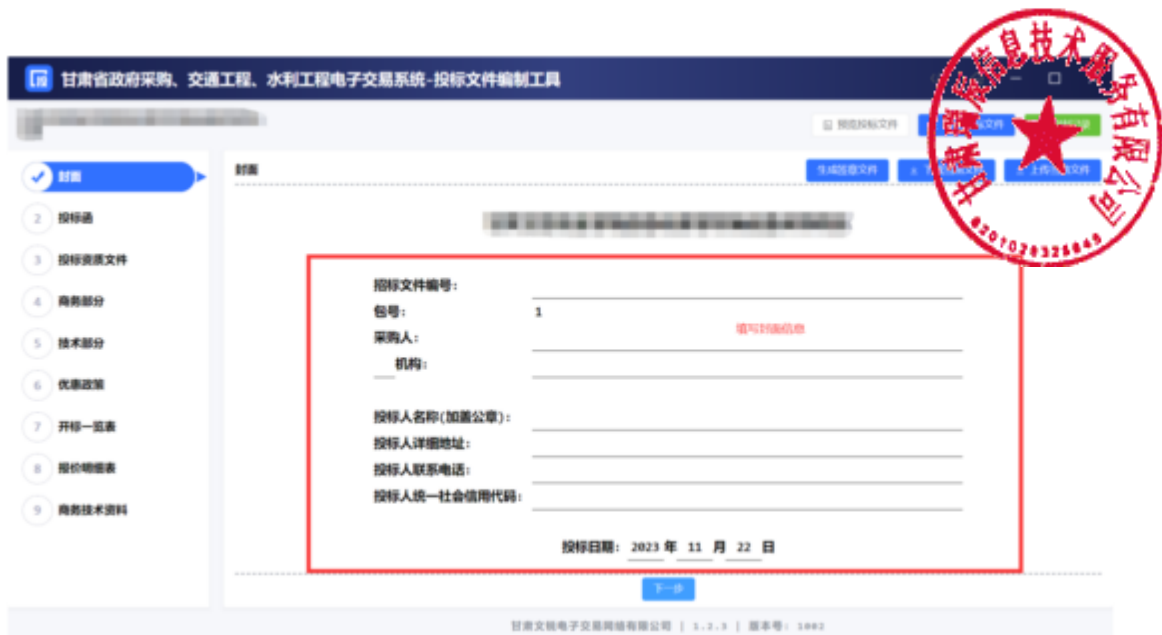 甘肃省政府采购、交通工程、水利工程电子交易系统-投标文件编制工具
预览投标文件
封面
封面
生成签章文件
2 投标函
3 投标资质文件
4 商务部分
5 技术部分
6 优惠政策
7 开标一览表
8 报价明细表
9 商务技术资料
招标文件编号:
包号: 1
采购人:
填写封面信息
机构:
投标人名称(加盖公章):
投标人详细地址:
投标人联系电话:
投标人统一社会信用代码:
投标日期: 2023 年 11 月 22 日
下一步
甘肃文锐电子交易网络有限公司 | 1.2.3 | 版本号: 1002
信息技术服务有限公司